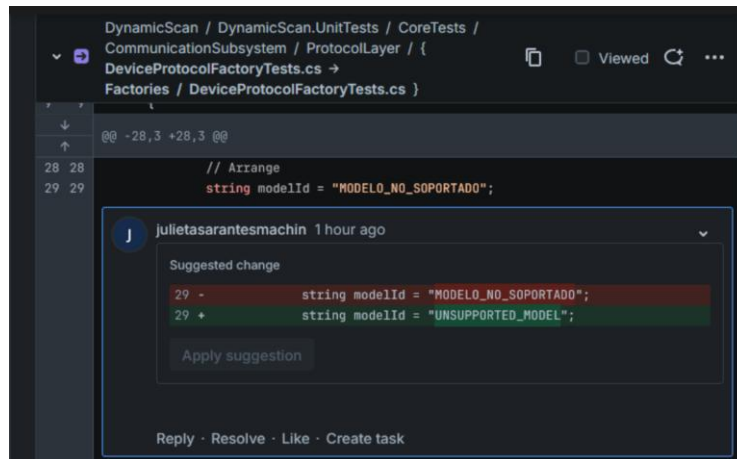 DynamicScan / DynamicScan.UnitTests / CoreTests /
CommunicationSubsystem / ProtocolLayer / {
DeviceProtocolFactoryTests.cs →
Factories / DeviceProtocolFactoryTests.cs }
Viewed
@@ -28,3 +28,3 @@
28 28 // Arrange
29 29 string modelId = "MODELO_NO_SOPORTADO";
J julietasarantesmachin 1 hour ago
Suggested change
29 - string modelId = "MODELO_NO_SOPORTADO";
29 + string modelId = "UNSUPPORTED_MODEL";
Apply suggestion
Reply · Resolve · Like · Create task